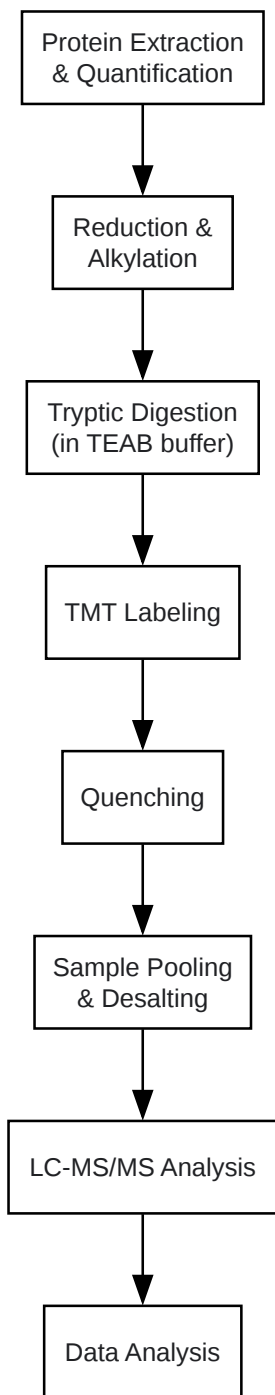 Protein Extraction
& Quantification
Reduction &
Alkylation
Tryptic Digestion
(in TEAB buffer)
TMT Labeling
Quenching
Sample Pooling
& Desalting
LC-MS/MS Analysis
Data Analysis